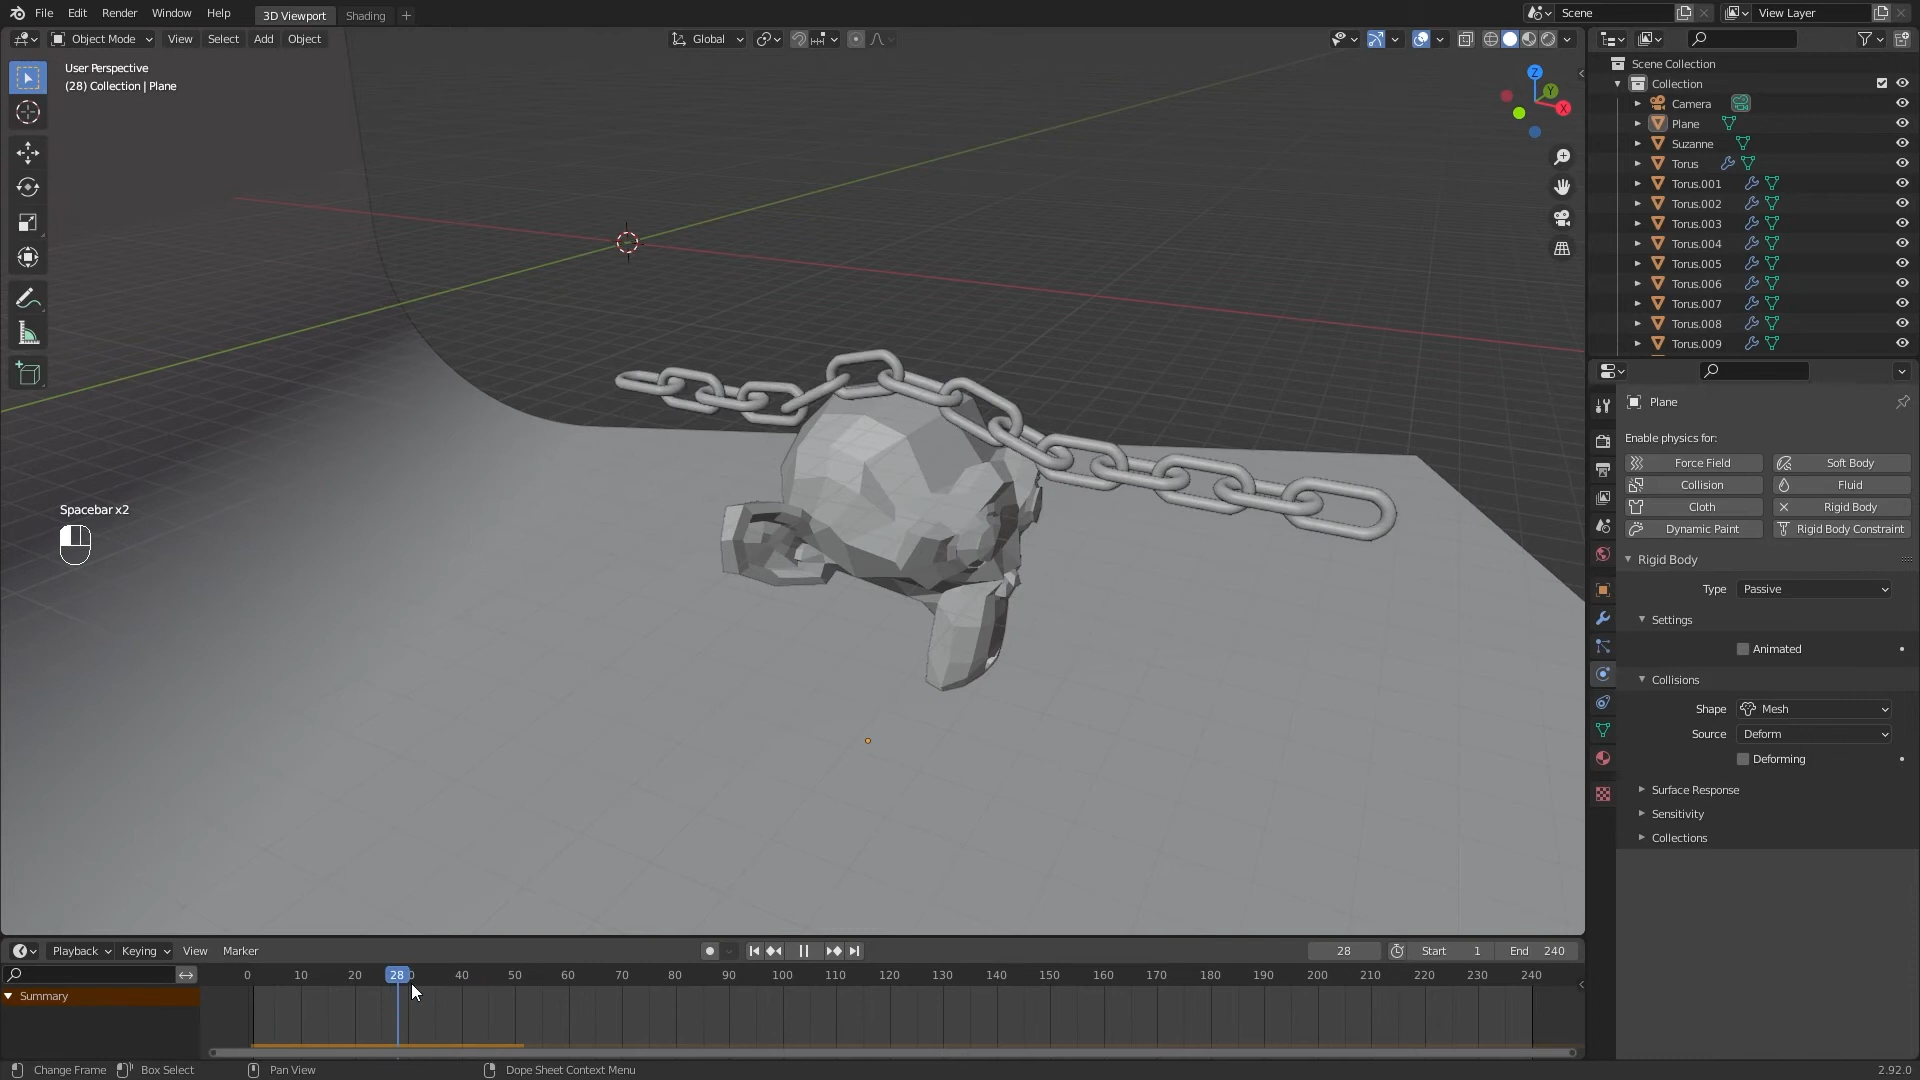 File Edit Render Window Help 3D Viewport Shading + Scene View Layer
Object Mode View Select Add Object Global
User Perspective
(28) Collection | Plane
Z
Y
X
Spacebar x2
Scene Collection
Collection
Camera
Plane
Suzanne
Torus
Torus.001
Torus.002
Torus.003
Torus.004
Torus.005
Torus.006
Torus.007
Torus.008
Torus.009
Plane
Enable physics for:
Force Field Soft Body
Collision Fluid
Cloth Rigid Body
Dynamic Paint Rigid Body Constraint
Rigid Body
Type Passive
Settings
Animated
Collisions
Shape Mesh
Source Deform
Deforming
Surface Response
Sensitivity
Collections
Playback Keying View Marker 28 Start 1 End 240
0 10 20 28 0 40 50 60 70 80 90 100 110 120 130 140 150 160 170 180 190 200 210 220 230 240
Summary
Change Frame Box Select Pan View Dope Sheet Context Menu 2.92.0